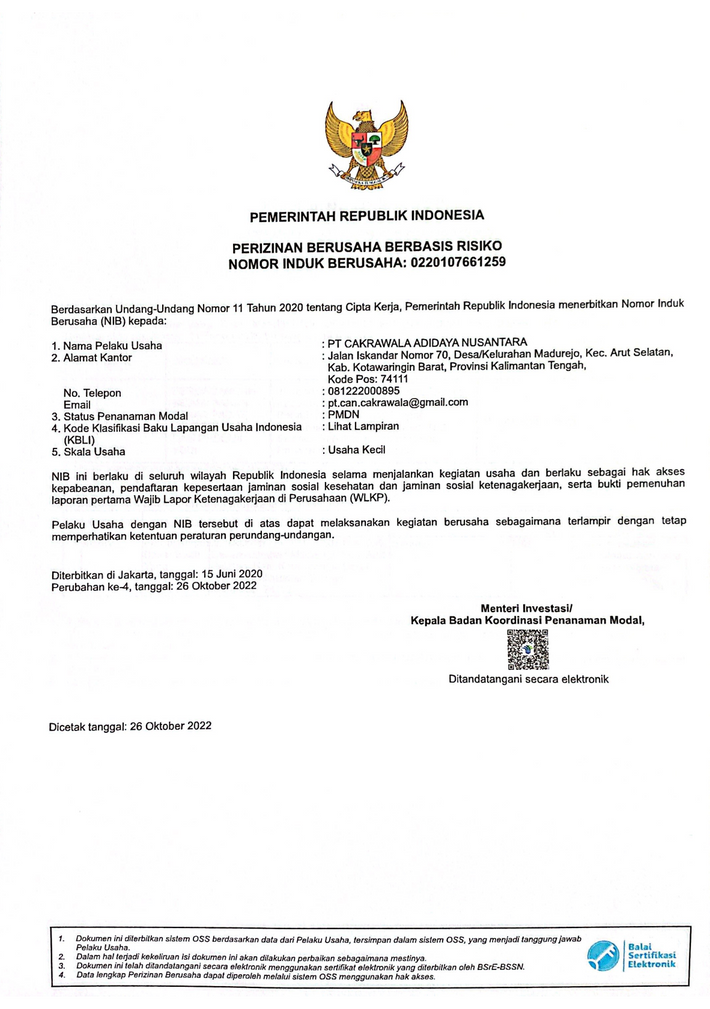 PEMERINTAH REPUBLIK INDONESIA
PERIZINAN BERUSAHA BERBASIS RISIKO
NOMOR INDUK BERUSAHA: 0220107661259
Berdasarkan Undang-Undang Nomor 11 Tahun 2020 tentang Cipta Kerja, Pemerintah Republik Indonesia menerbitkan Nomor Induk
Berusaha (NIB) kepada:
1. Nama Pelaku Usaha : PT CAKRAWALA ADIDAYA NUSANTARA
2. Alamat Kantor : Jalan Iskandar Nomor 70, Desa/Kelurahan Madurejo, Kec. Arut Selatan,
Kab. Kotawaringin Barat, Provinsi Kalimantan Tengah,
Kode Pos: 74111
No. Telepon : 081222000895
Email : pt.can.cakrawala@gmail.com
3. Status Penanaman Modal : PMDN
4. Kode Klasifikasi Baku Lapangan Usaha Indonesia : Lihat Lampiran
(KBLI)
5. Skala Usaha : Usaha Kecil
NIB ini berlaku di seluruh wilayah Republik Indonesia selama menjalankan kegiatan usaha dan berlaku sebagai hak akses
kepabeanan, pendaftaran kepesertaan jaminan sosial kesehatan dan jaminan sosial ketenagakerjaan, serta bukti pemenuhan
laporan pertama Wajib Lapor Ketenagakerjaan di Perusahaan (WLKP).
Pelaku Usaha dengan NIB tersebut di atas dapat melaksanakan kegiatan berusaha sebagaimana terlampir dengan tetap
memperhatikan ketentuan peraturan perundang-undangan.
Diterbitkan di Jakarta, tanggal: 15 Juni 2020
Perubahan ke-4, tanggal: 26 Oktober 2022
Menteri Investasi/
Kepala Badan Koordinasi Penanaman Modal,
Ditandatangani secara elektronik
Dicetak tanggal: 26 Oktober 2022
1. Dokumen ini diterbitkan sistem OSS berdasarkan data dari Pelaku Usaha, tersimpan dalam sistem OSS, yang menjadi tanggung jawab
Pelaku Usaha.
2. Dalam hal terjadi kekeliruan isi dokumen ini akan dilakukan perbaikan sebagaimana mestinya.
3. Dokumen ini telah ditandatangani secara elektronik menggunakan sertifikat elektronik yang diterbitkan oleh BSrE-BSSN.
4. Data lengkap Perizinan Berusaha dapat diperoleh melalui sistem OSS menggunakan hak akses.
Balai
Sertifikasi
Elektronik